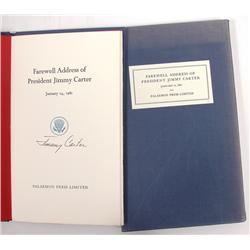 Farewell Address of
President Jimmy Carter
January 14, 1981
Jimmy Carter
PALAEMON PRESS LIMITED
FAREWELL ADDRESS OF
PRESIDENT JIMMY CARTER
JANUARY 14, 1981
PALAEMON PRESS LIMITED